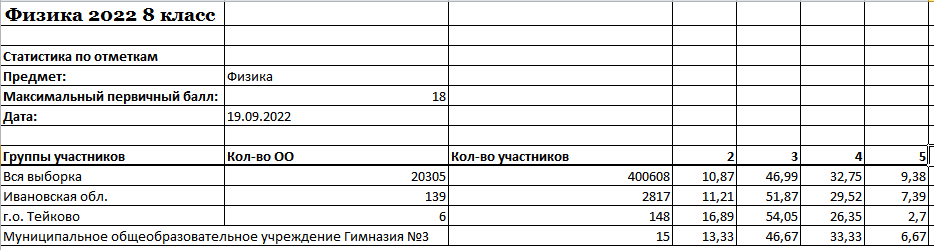 Физика 2022 8 класс
Статистика по отметкам
Предмет: Физика
Максимальный первичный балл: 18
Дата: 19.09.2022
Группы участников Кол-во ОО Кол-во участников 2 3 4 5
Вся выборка 20305 400608 10,87 46,99 32,75 9,38
Ивановская обл. 139 2817 11,21 51,87 29,52 7,39
г.о. Тейково 6 148 16,89 54,05 26,35 2,7
Муниципальное общеобразовательное учреждение Гимназия №3 15 13,33 46,67 33,33 6,67